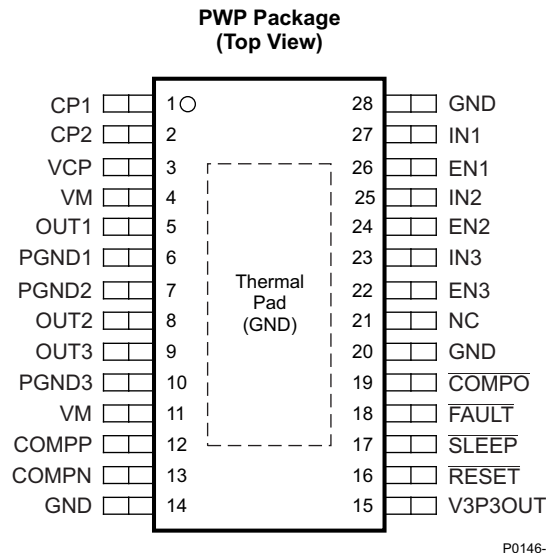 PWP Package
(Top View)
CP1 1 28 GND
CP2 2 27 IN1
VCP 3 26 EN1
VM 4 25 IN2
OUT1 5 24 EN2
PGND1 6 23 IN3
PGND2 7 22 EN3
OUT2 8 21 NC
OUT3 9 20 GND
PGND3 10 19 COMPO
VM 11 18 FAULT
COMPP 12 17 SLEEP
COMPN 13 16 RESET
GND 14 15 V3P3OUT
Thermal
Pad
(GND)
P0146-